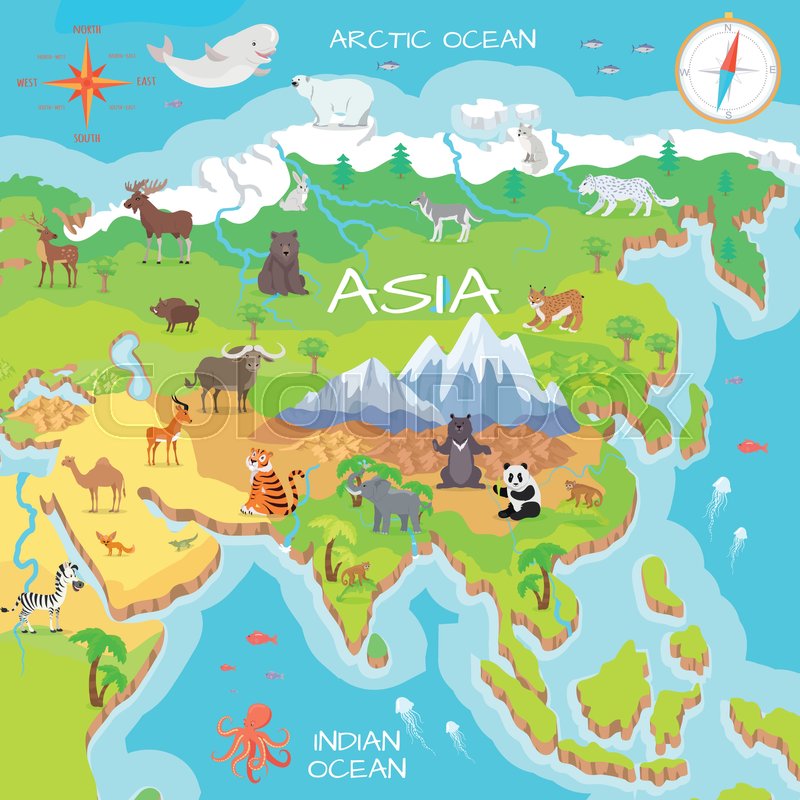 NORTH
NORTH-WEST NORTH-EAST
WEST EAST
SOUTH-WEST SOUTH-EAST
SOUTH
ARCTIC OCEAN
N
W E
S
ASIA
COLOURBOX
INDIAN
OCEAN